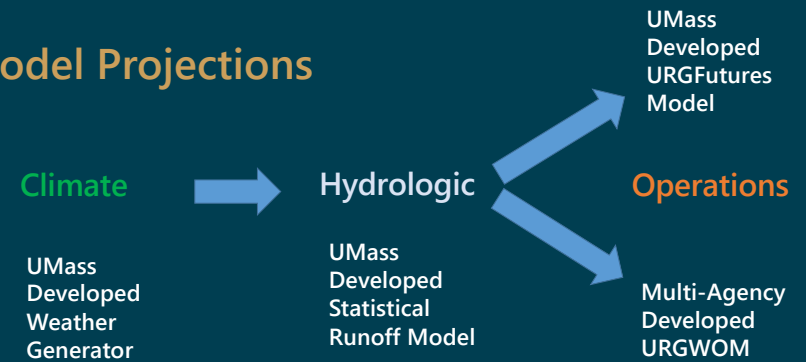 odel Projections
UMass
Developed
URGFutures
Model
Climate
Hydrologic
Operations
UMass
Developed
Weather
Generator
UMass
Developed
Statistical
Runoff Model
Multi-Agency
Developed
URGWOM